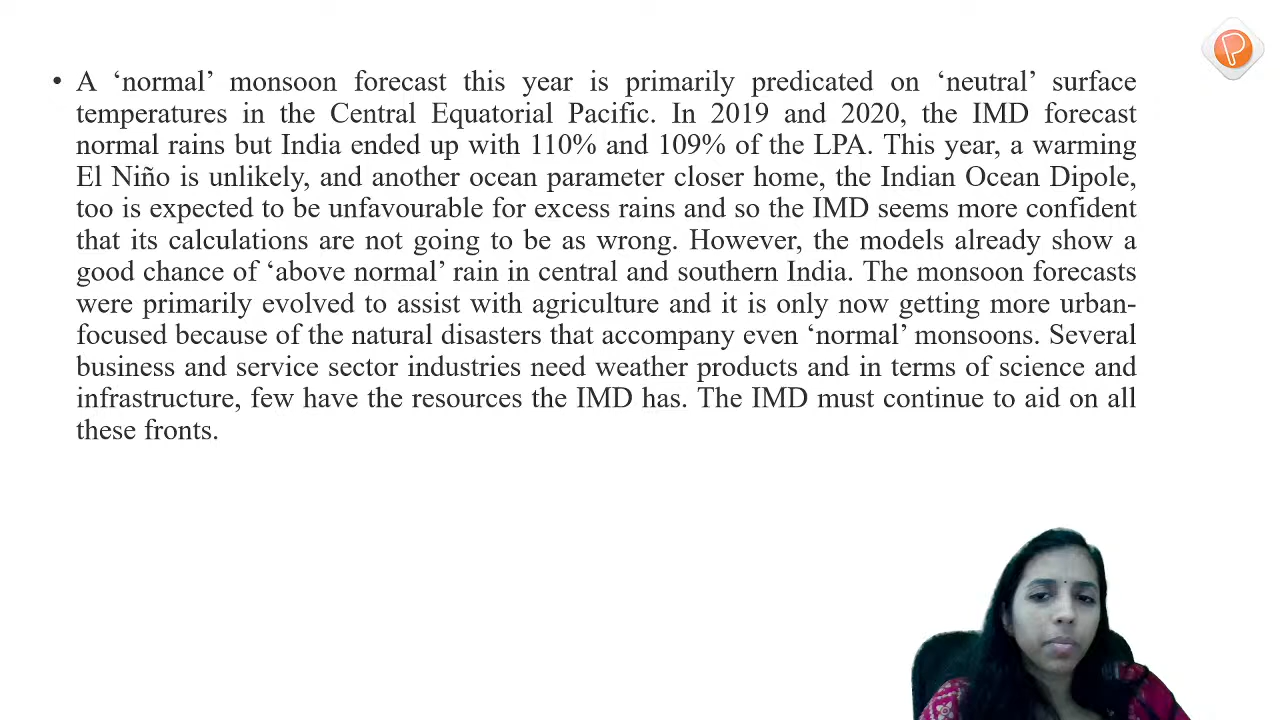 • A ‘normal’ monsoon forecast this year is primarily predicated on ‘neutral’ surface
temperatures in the Central Equatorial Pacific. In 2019 and 2020, the IMD forecast
normal rains but India ended up with 110% and 109% of the LPA. This year, a warming
El Niño is unlikely, and another ocean parameter closer home, the Indian Ocean Dipole,
too is expected to be unfavourable for excess rains and so the IMD seems more confident
that its calculations are not going to be as wrong. However, the models already show a
good chance of ‘above normal’ rain in central and southern India. The monsoon forecasts
were primarily evolved to assist with agriculture and it is only now getting more urban-
focused because of the natural disasters that accompany even ‘normal’ monsoons. Several
business and service sector industries need weather products and in terms of science and
infrastructure, few have the resources the IMD has. The IMD must continue to aid on all
these fronts.
P